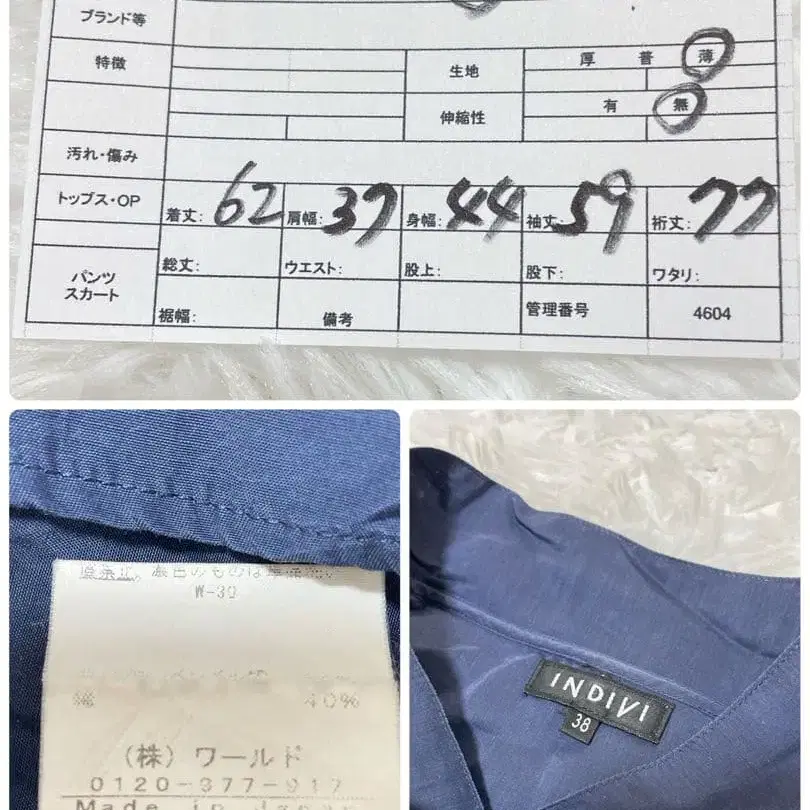 ブランド等
特徴
生地
厚 普 薄
伸縮性
有 無
汚れ・傷み
トップス・OP
着丈: 62
肩幅: 37
身幅: 44
袖丈: 59
裄丈: 77
パンツ
スカート
総丈:
ウエスト:
股上:
股下:
ワタリ:
裾幅:
備考
管理番号
4604
W-39
綿 40%
(株) ワールド
0120-377-917
Made in Japan
INDIVI
38